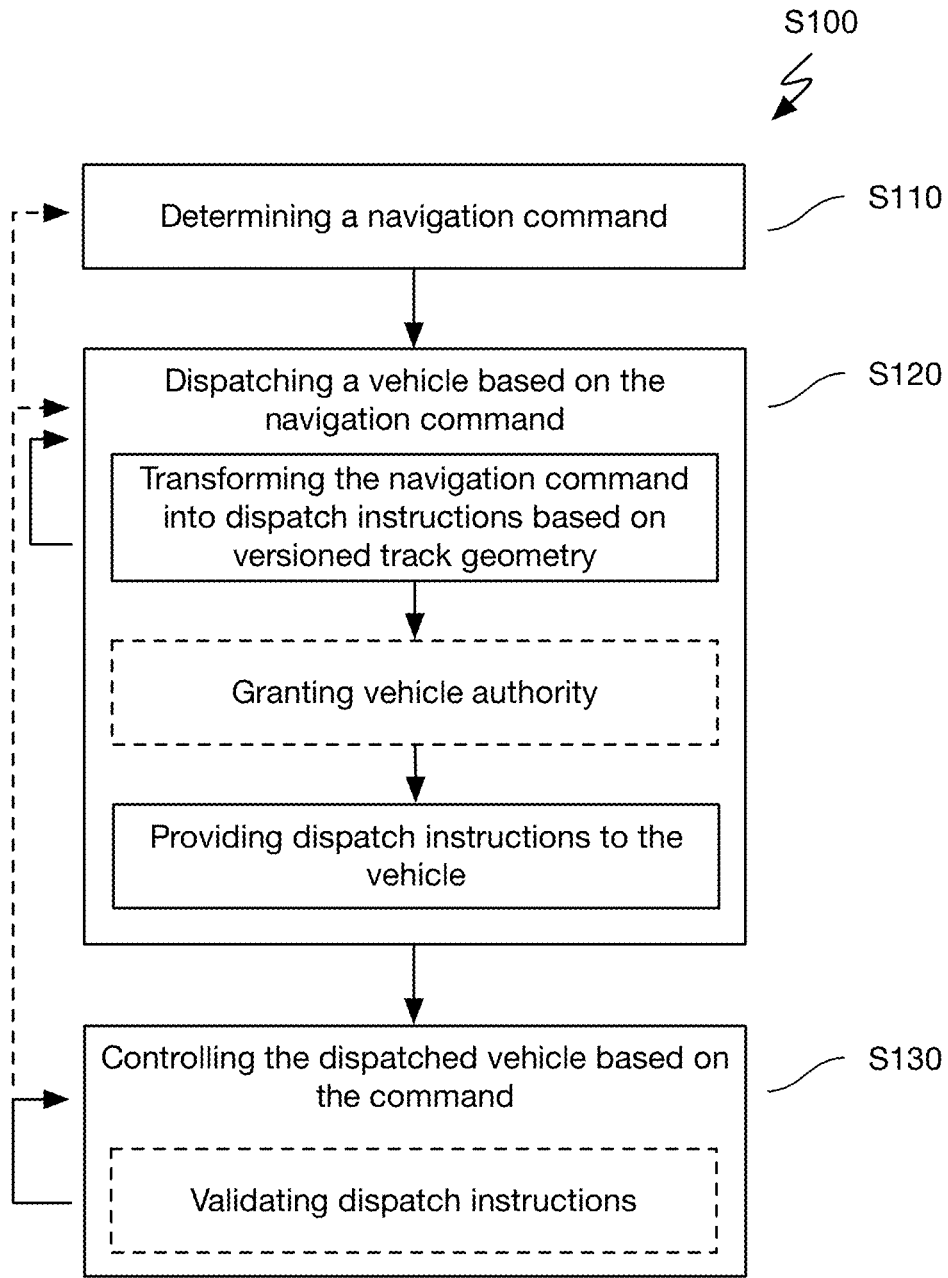 S100
Determining a navigation command
S110
Dispatching a vehicle based on the
navigation command
S120
Transforming the navigation command
into dispatch instructions based on
versioned track geometry
Granting vehicle authority
Providing dispatch instructions to the
vehicle
Controlling the dispatched vehicle based on
the command
S130
Validating dispatch instructions